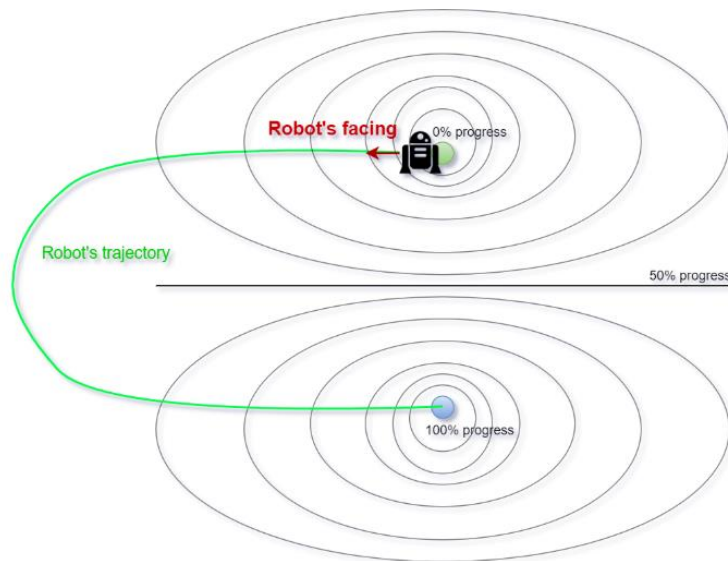 0% progress
Robot's facing
Robot's trajectory
50% progress
100% progress